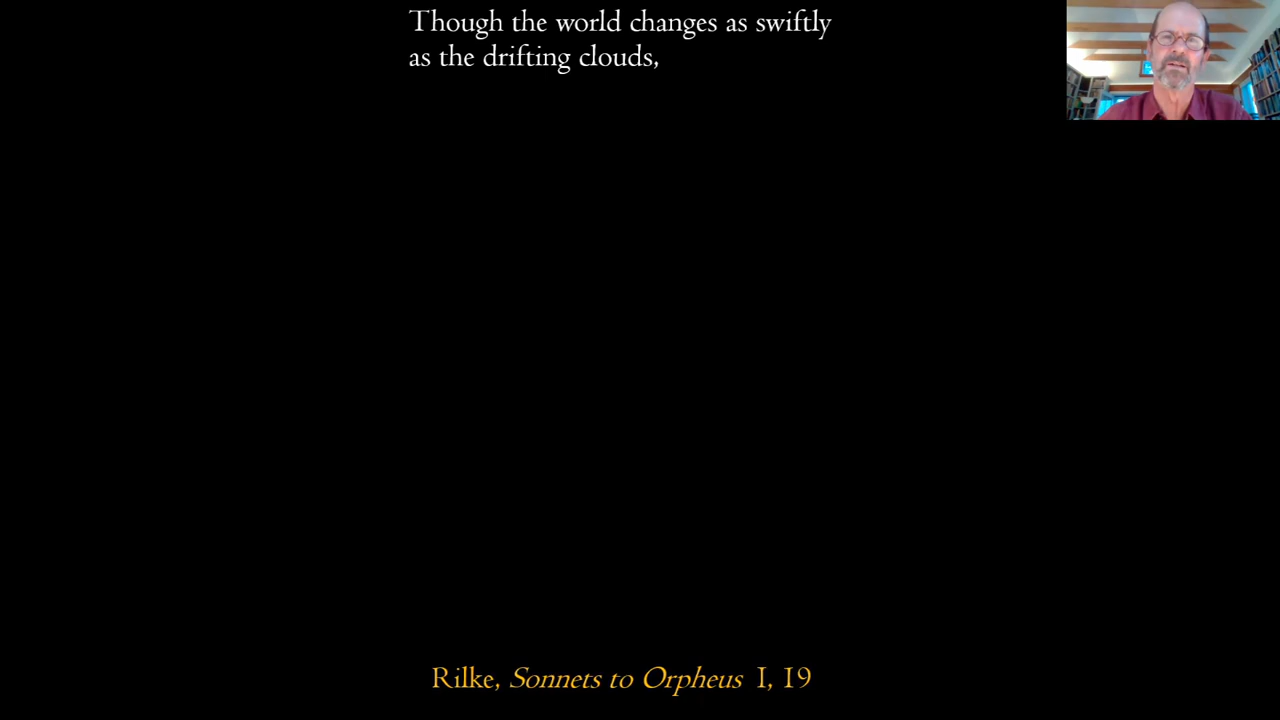 Though the world changes as swiftly
as the drifting clouds,
Rilke, Sonnets to Orpheus I, 19